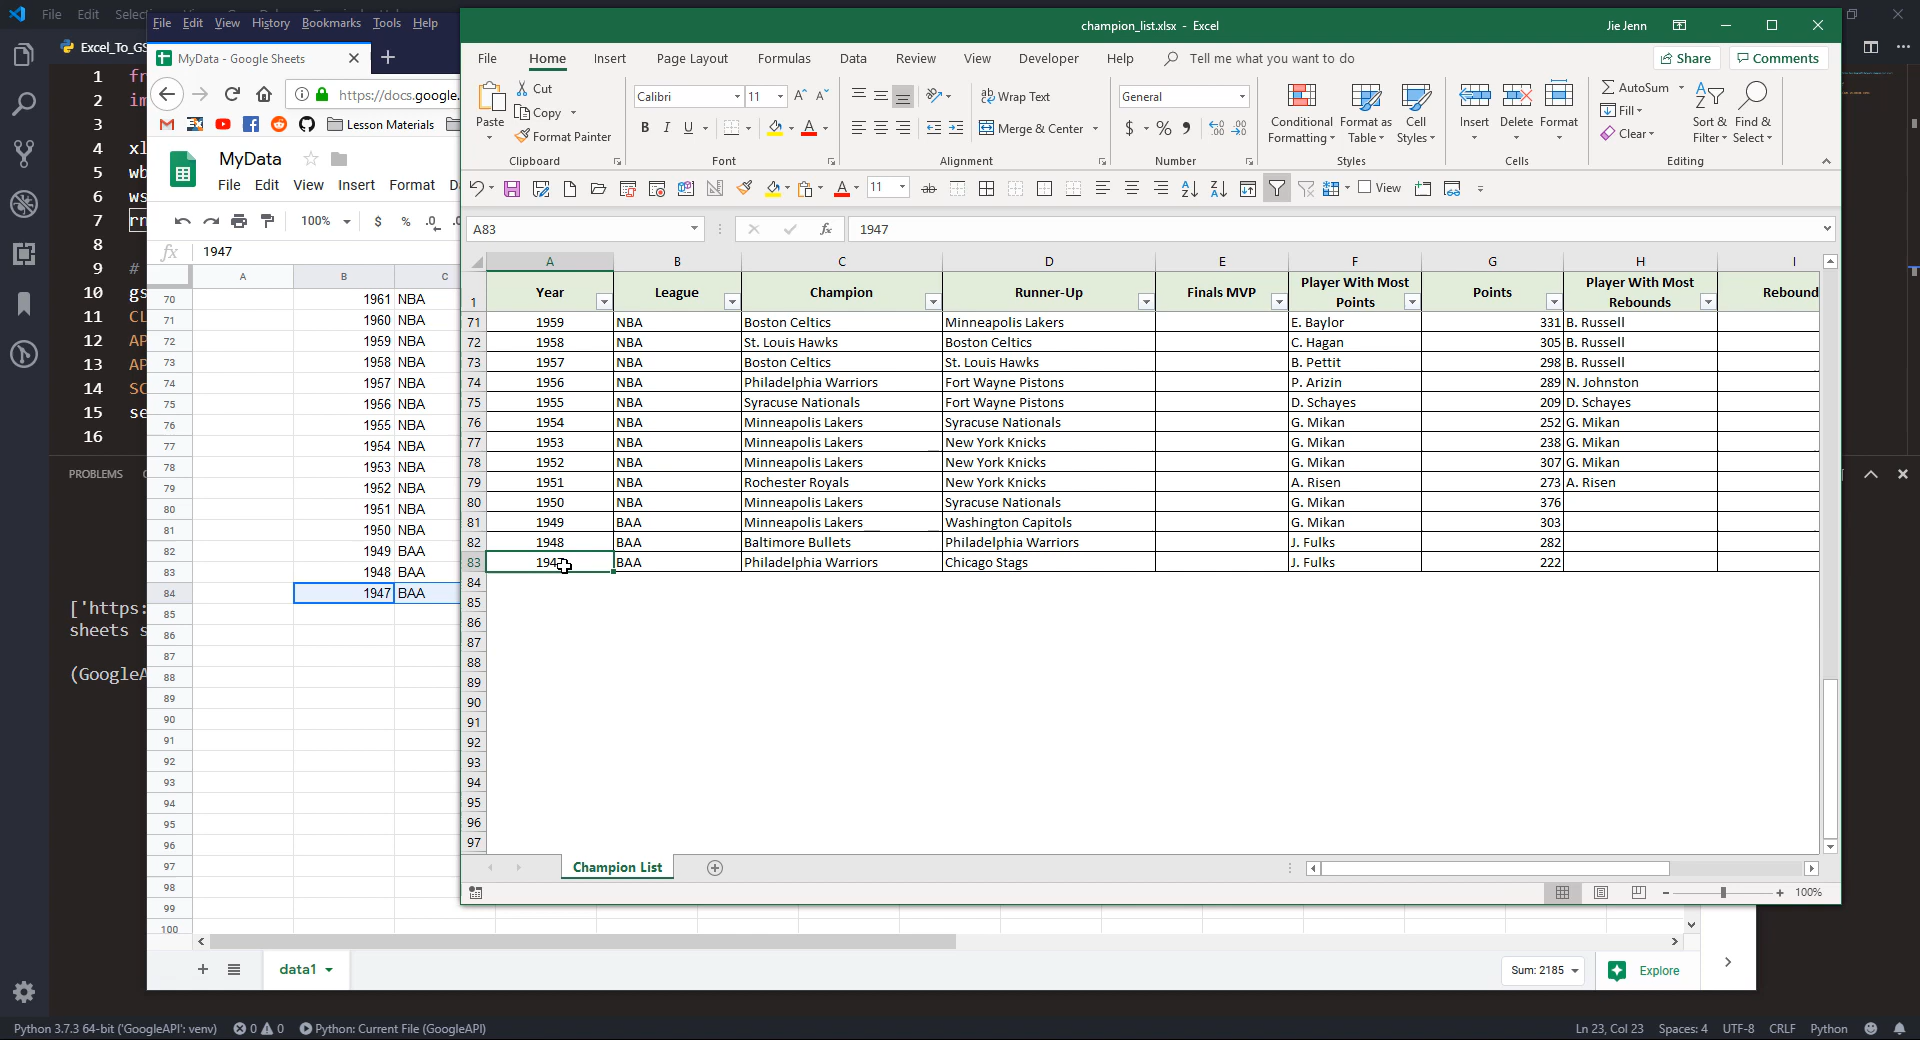 File Edit Selec
Excel_To_GS
1 fr
2 im
3
4 xl
5 wb
6 ws
7 rn
8
9 #
10 gs
11 CL
12 AP
13 AP
14 SC
15 se
16
PROBLEMS
['https:
sheets s
(GoogleA
File Edit View History Bookmarks Tools Help
MyData - Google Sheets
https://docs.google.
Lesson Materials
MyData
File Edit View Insert Format D
100% $ % .0
fx 1947
A B C
70 1961 NBA
71 1960 NBA
72 1959 NBA
73 1958 NBA
74 1957 NBA
75 1956 NBA
76 1955 NBA
77 1954 NBA
78 1953 NBA
79 1952 NBA
80 1951 NBA
81 1950 NBA
82 1949 BAA
83 1948 BAA
84 1947 BAA
85
86
87
88
89
90
91
92
93
94
95
96
97
98
99
100
data1
Sum: 2185
Explore
champion_list.xlsx - Excel
Jie Jenn
File Home Insert Page Layout Formulas Data Review View Developer Help Tell me what you want to do Share Comments
Paste Cut
Copy
Format Painter
Clipboard
Calibri 11
B I U
Font
Wrap Text
Merge & Center
Alignment
General
$ %
Number
Conditional Formatting
Format as Table
Cell Styles
Styles
Insert Delete Format
Cells
AutoSum
Fill
Clear
Sort & Filter
Find & Select
Editing
11 ab View
A83 fx 1947
A B C D E F G H I
1 Year League Champion Runner-Up Finals MVP Player With Most Points Points Player With Most Rebounds Rebound
71 1959 NBA Boston Celtics Minneapolis Lakers E. Baylor 331 B. Russell
72 1958 NBA St. Louis Hawks Boston Celtics C. Hagan 305 B. Russell
73 1957 NBA Boston Celtics St. Louis Hawks B. Pettit 298 B. Russell
74 1956 NBA Philadelphia Warriors Fort Wayne Pistons P. Arizin 289 N. Johnston
75 1955 NBA Syracuse Nationals Fort Wayne Pistons D. Schayes 209 D. Schayes
76 1954 NBA Minneapolis Lakers Syracuse Nationals G. Mikan 252 G. Mikan
77 1953 NBA Minneapolis Lakers New York Knicks G. Mikan 238 G. Mikan
78 1952 NBA Minneapolis Lakers New York Knicks G. Mikan 307 G. Mikan
79 1951 NBA Rochester Royals New York Knicks A. Risen 273 A. Risen
80 1950 NBA Minneapolis Lakers Syracuse Nationals G. Mikan 376
81 1949 BAA Minneapolis Lakers Washington Capitols G. Mikan 303
82 1948 BAA Baltimore Bullets Philadelphia Warriors J. Fulks 282
83 1947 BAA Philadelphia Warriors Chicago Stags J. Fulks 222
84
85
86
87
88
89
90
91
92
93
94
95
96
97
Champion List
100%
Python 3.7.3 64-bit ('GoogleAPI': venv) 0 0 Python: Current File (GoogleAPI) Ln 23, Col 23 Spaces: 4 UTF-8 CRLF Python